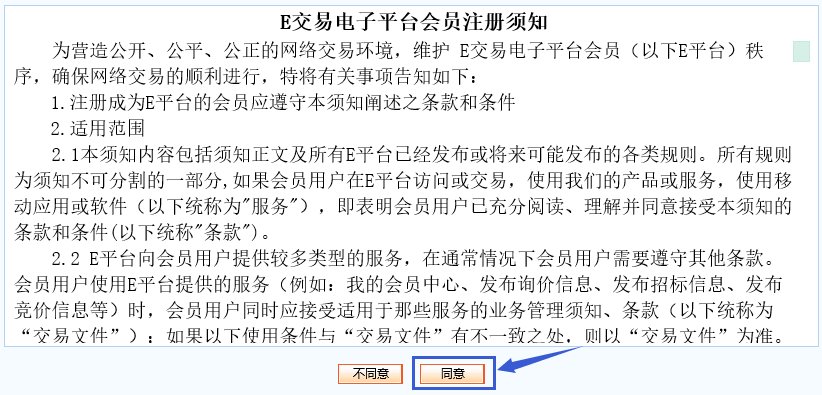 E交易电子平台会员注册须知
为营造公开、公平、公正的网络交易环境，维护 E交易电子平台会员（以下E平台）秩
序，确保网络交易的顺利进行，特将有关事项告知如下：
1.注册成为E平台的会员应遵守本须知阐述之条款和条件
2.适用范围
2.1本须知内容包括须知正文及所有E平台已经发布或将来可能发布的各类规则。所有规则
为须知不可分割的一部分,如果会员用户在E平台访问或交易，使用我们的产品或服务，使用移
动应用或软件（以下统称为"服务"），即表明会员用户已充分阅读、理解并同意接受本须知的
条款和条件(以下统称"条款")。
2.2 E平台向会员用户提供较多类型的服务，在通常情况下会员用户需要遵守其他条款。
会员用户使用E平台提供的服务（例如：我的会员中心、发布询价信息、发布招标信息、发布
竞价信息等）时，会员用户同时应接受适用于那些服务的业务管理须知、条款（以下统称为
“交易文件”）；如果以下使用条件与“交易文件”有不一致之处，则以“交易文件”为准。
不同意
同意